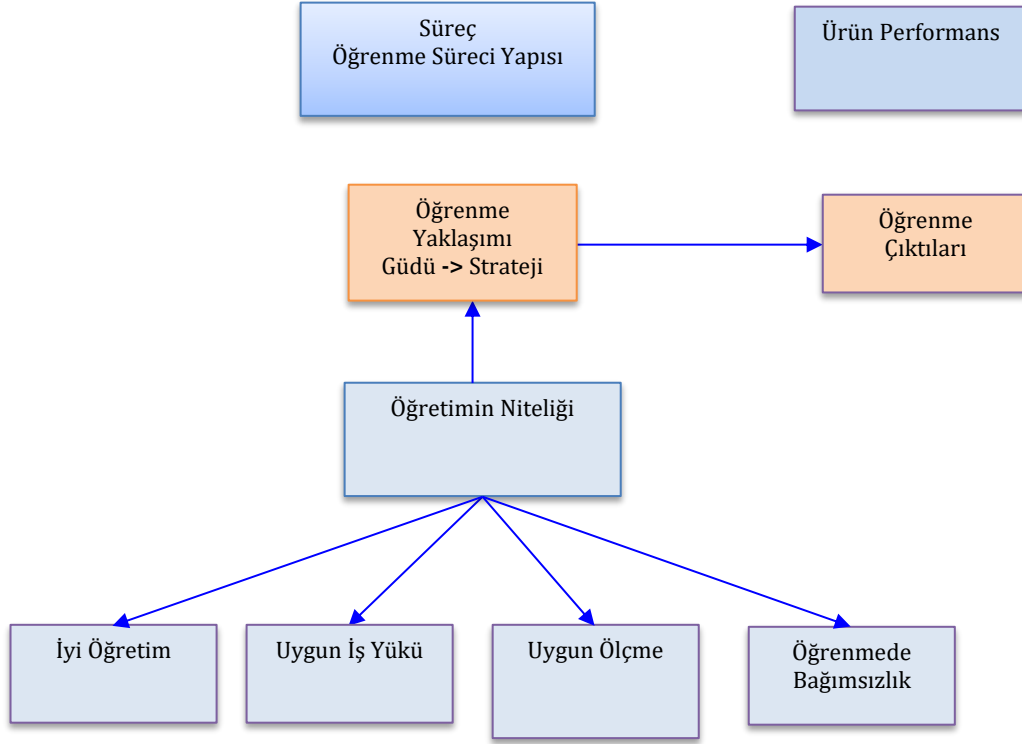 Süreç
Öğrenme Süreci Yapısı
Ürün Performans
Öğrenme
Yaklaşımı
Güdü -> Strateji
Öğrenme
Çıktıları
Öğretimin Niteliği
İyi Öğretim
Uygun İş Yükü
Uygun Ölçme
Öğrenmede
Bağımsızlık